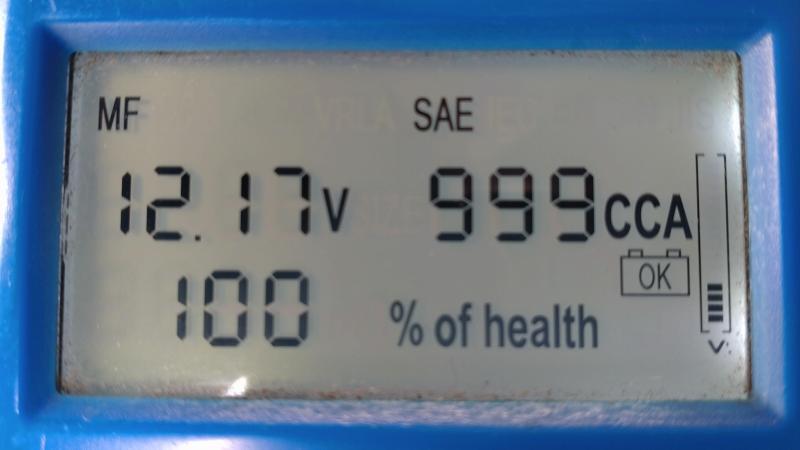 MF SAE
12.17V 999CCA
OK
100 % of health